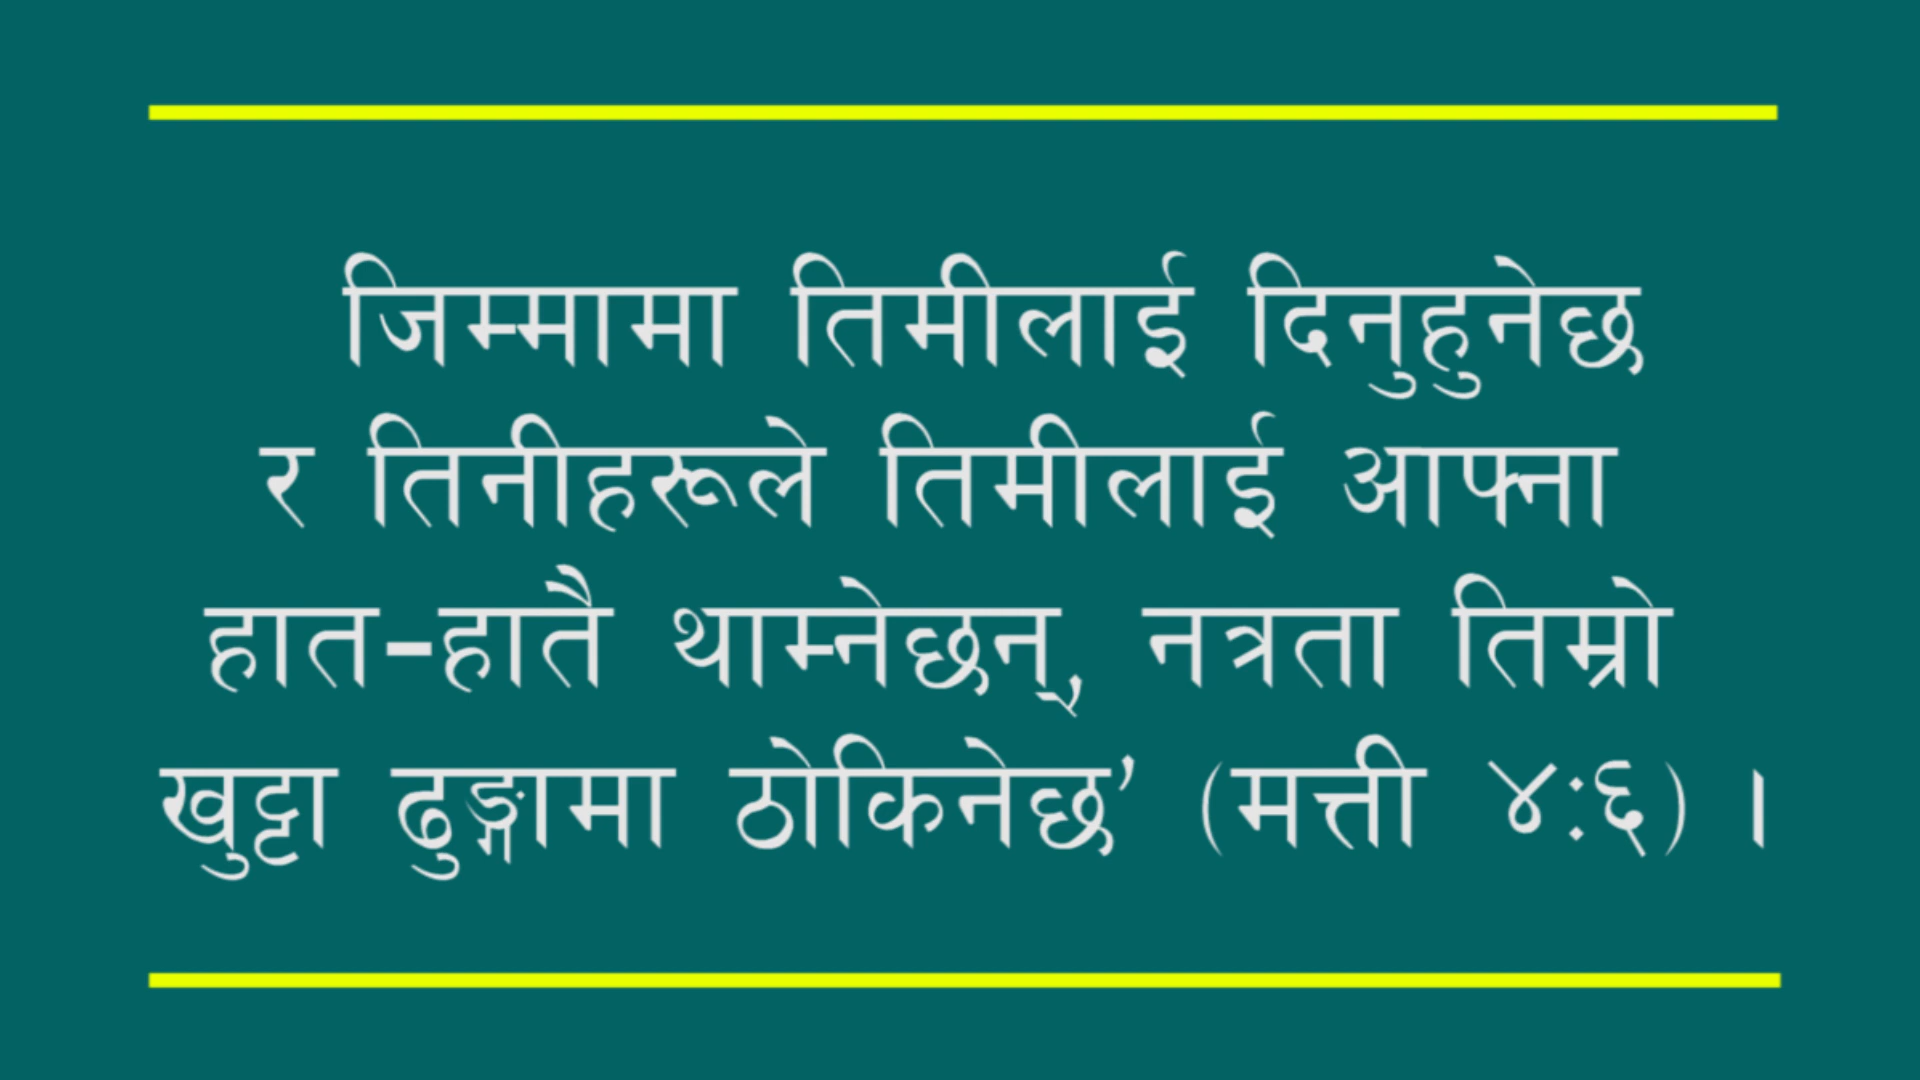 जिम्मामा तिमीलाई दिनुहुनेछ
र तिनीहरूले तिमीलाई आफ्ना
हात-हातै थाम्नेछन्, नत्रता तिम्रो
खुट्टा ढुङ्गामा ठोकिनेछ’ (मत्ती ४:६) ।